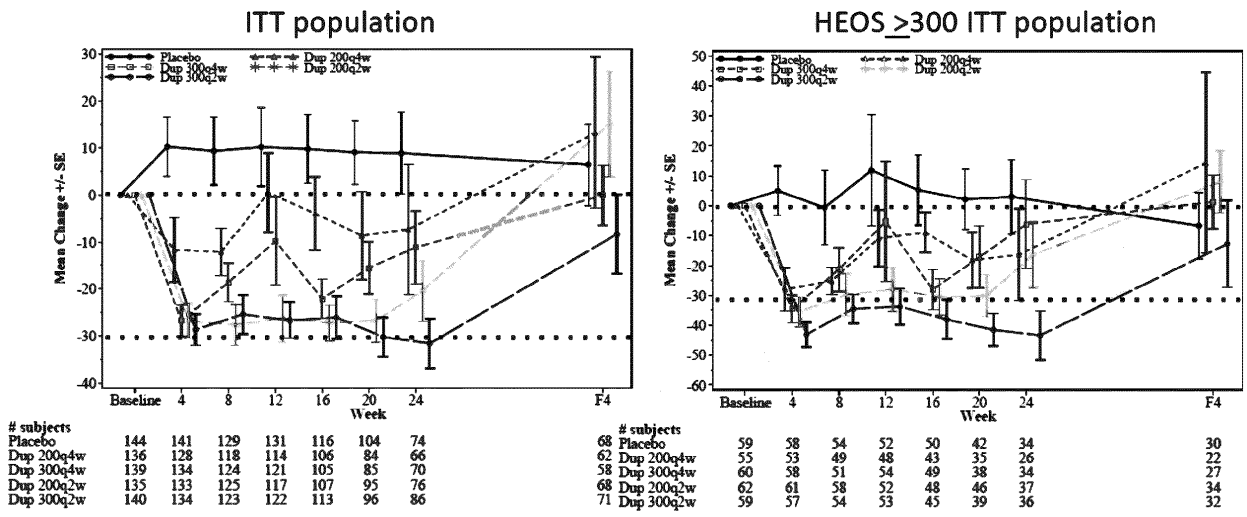 ITT population
HEOS >300 ITT population
30
20
10
0
-10
-20
-30
-40
Mean Change +/- SE
Placebo
Dup 300q4w
Dup 300q2w
Dup 200q4w
Dup 200q2w
Baseline 4 8 12 16 20 24 F4
Week
# subjects
Placebo 144 141 129 131 116 104 74 68
Dup 200q4w 136 128 118 114 106 84 66 62
Dup 300q4w 139 134 124 121 105 85 70 58
Dup 200q2w 135 133 125 117 107 95 76 68
Dup 300q2w 140 134 123 122 113 96 86 71
50
40
30
20
10
0
-10
-20
-30
-40
-50
-60
Mean Change +/- SE
Placebo
Dup 300q4w
Dup 300q2w
Dup 200q4w
Dup 200q2w
Baseline 4 8 12 16 20 24 F4
Week
# subjects
Placebo 59 58 54 52 50 42 34 30
Dup 200q4w 55 53 49 48 43 35 26 22
Dup 300q4w 60 58 51 54 49 38 34 27
Dup 200q2w 62 61 58 52 48 46 37 34
Dup 300q2w 59 57 54 53 45 39 36 32